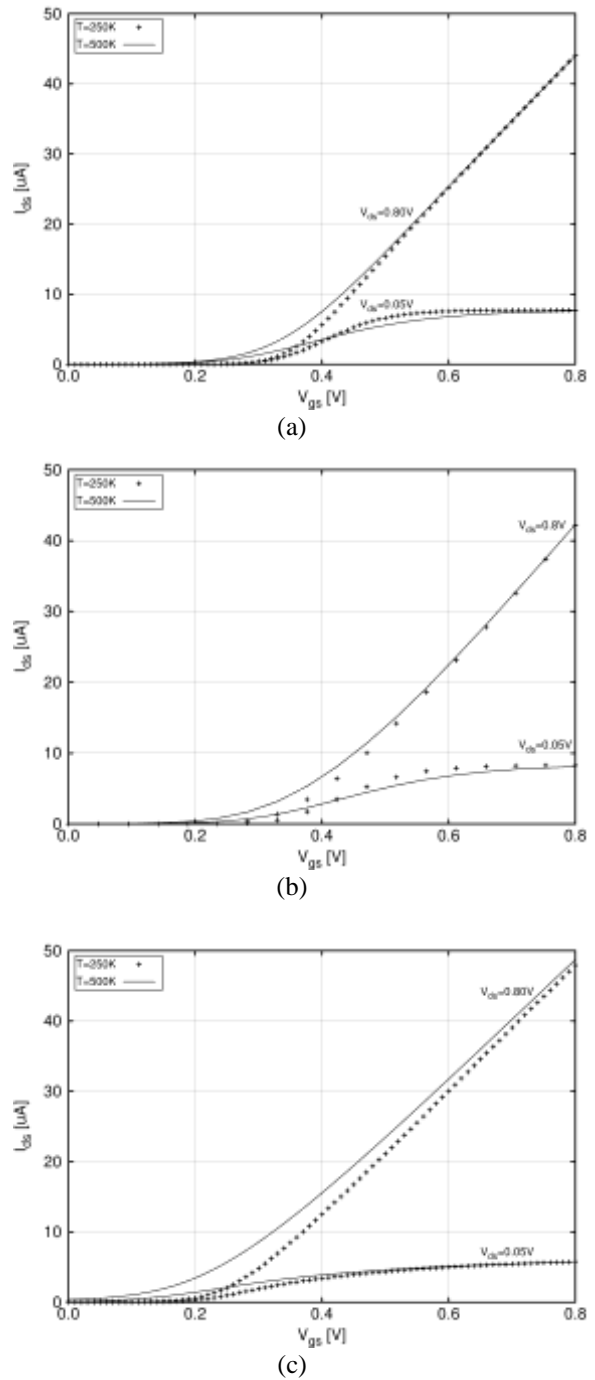 50
T=250K +
T=500K
40
30
I_ds [uA]
V_ds=0.80V
20
10
V_ds=0.05V
0
0.0 0.2 0.4 0.6 0.8
V_gs [V]
(a)
50
T=250K +
T=500K
V_ds=0.8V
40
30
I_ds [uA]
20
10
V_ds=0.05V
0
0.0 0.2 0.4 0.6 0.8
V_gs [V]
(b)
50
T=250K +
T=500K
V_ds=0.80V
40
30
I_ds [uA]
20
10
V_ds=0.05V
0
0.0 0.2 0.4 0.6 0.8
V_gs [V]
(c)